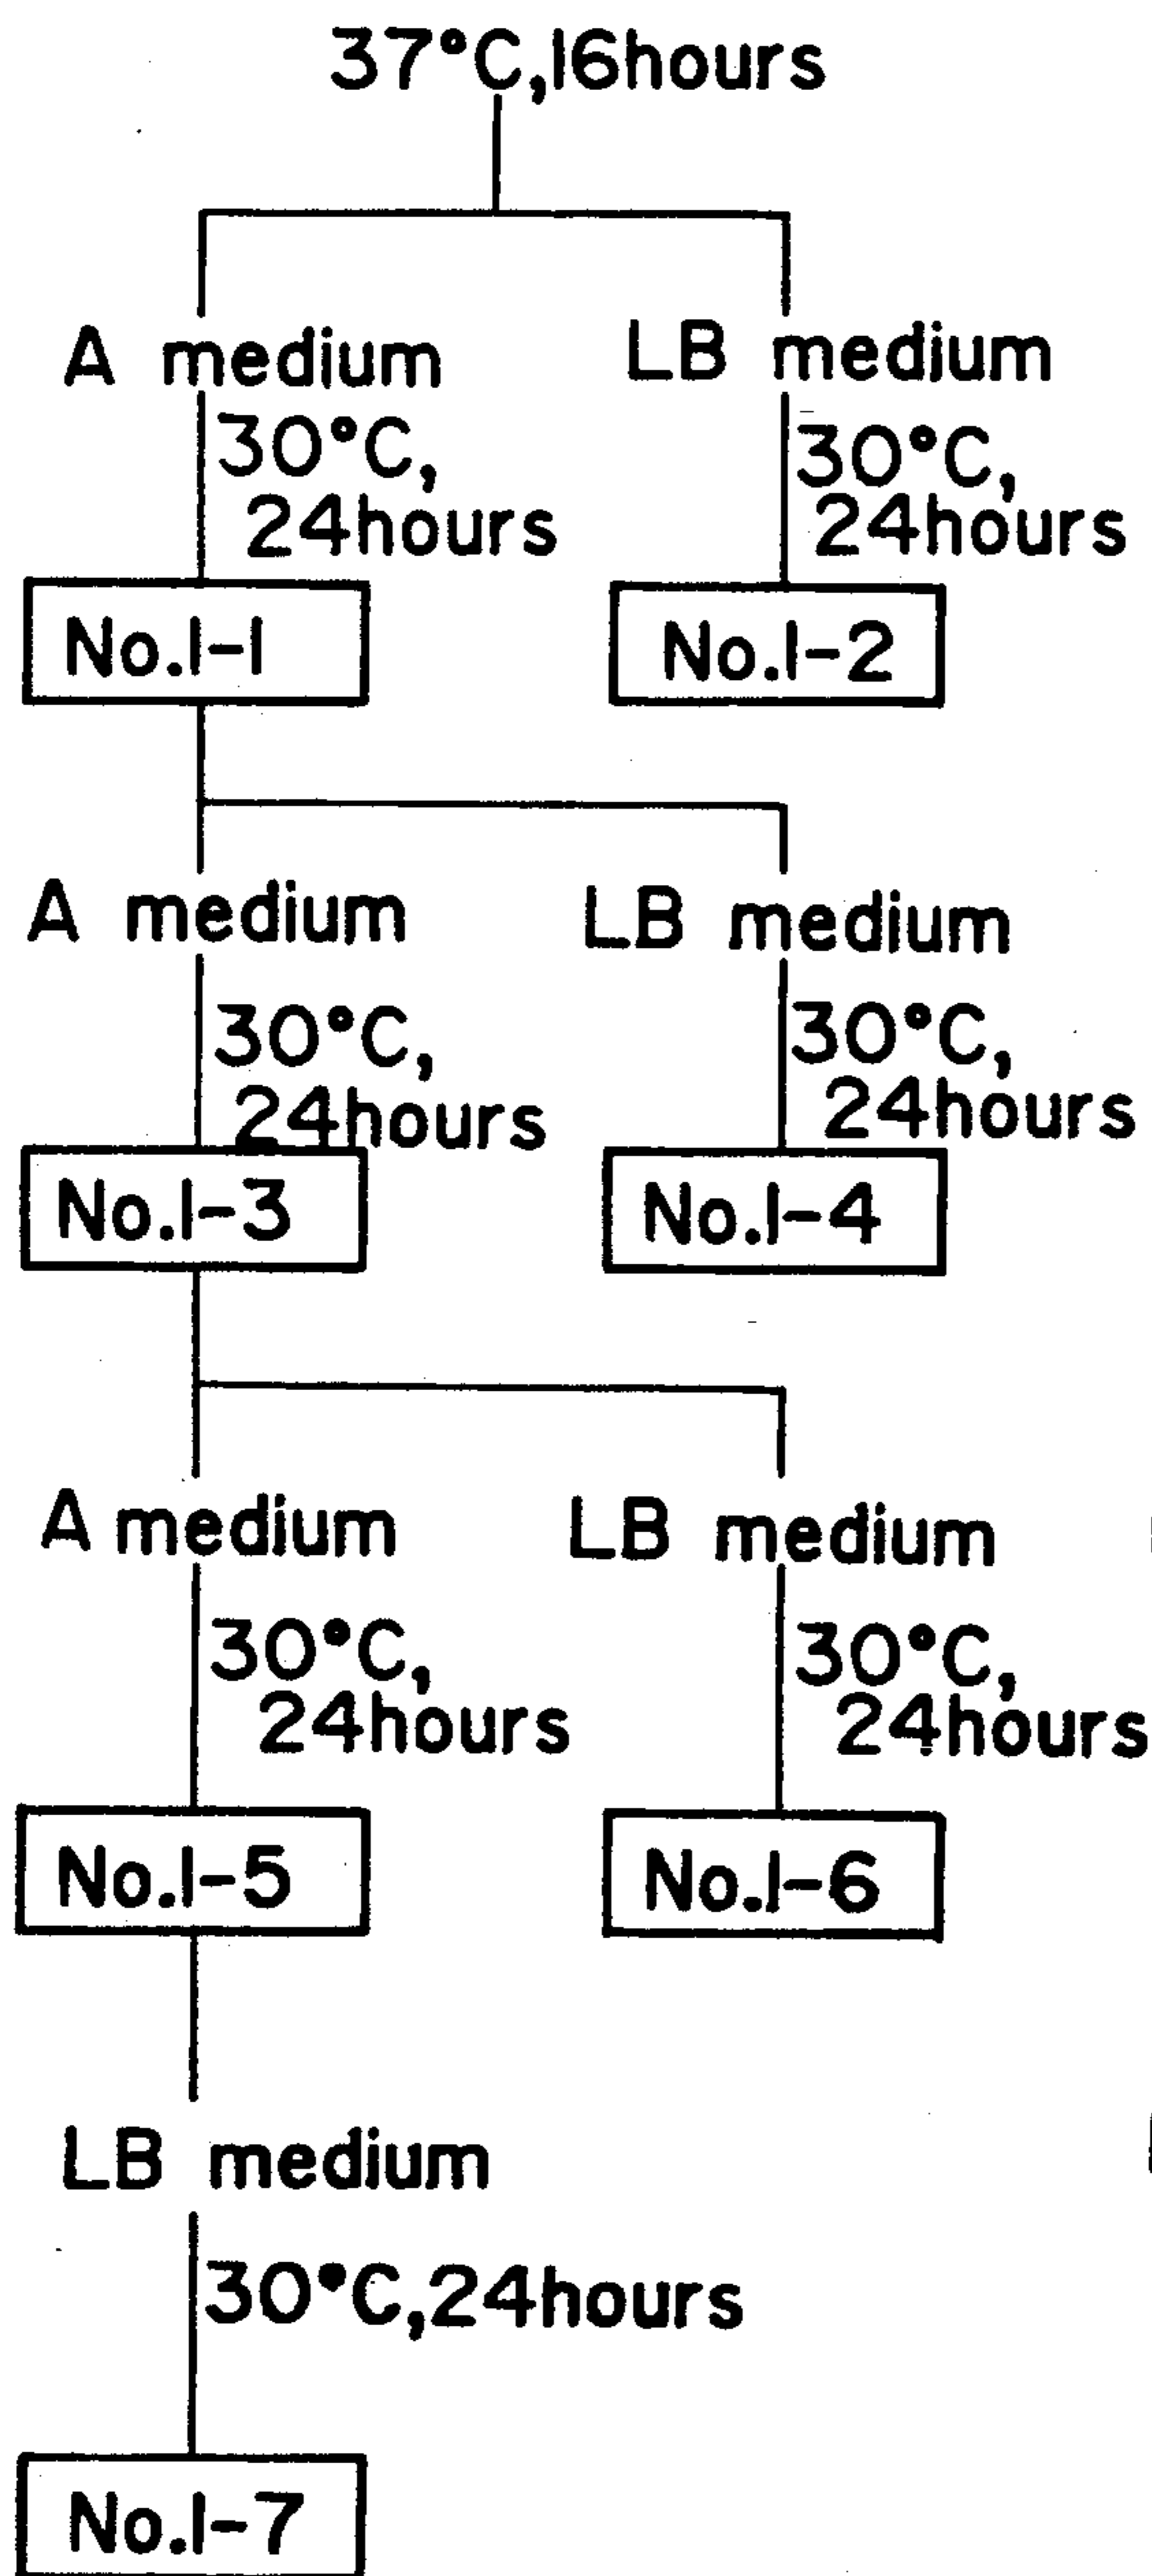 37°C,16hours
A medium
LB medium
30°C,
24hours
30°C,
24hours
No.1-1
No.1-2
A medium
LB medium
30°C,
24hours
30°C,
24hours
No.1-3
No.1-4
A medium
LB medium
30°C,
24hours
30°C,
24hours
No.1-5
No.1-6
LB medium
30°C,24hours
No.1-7